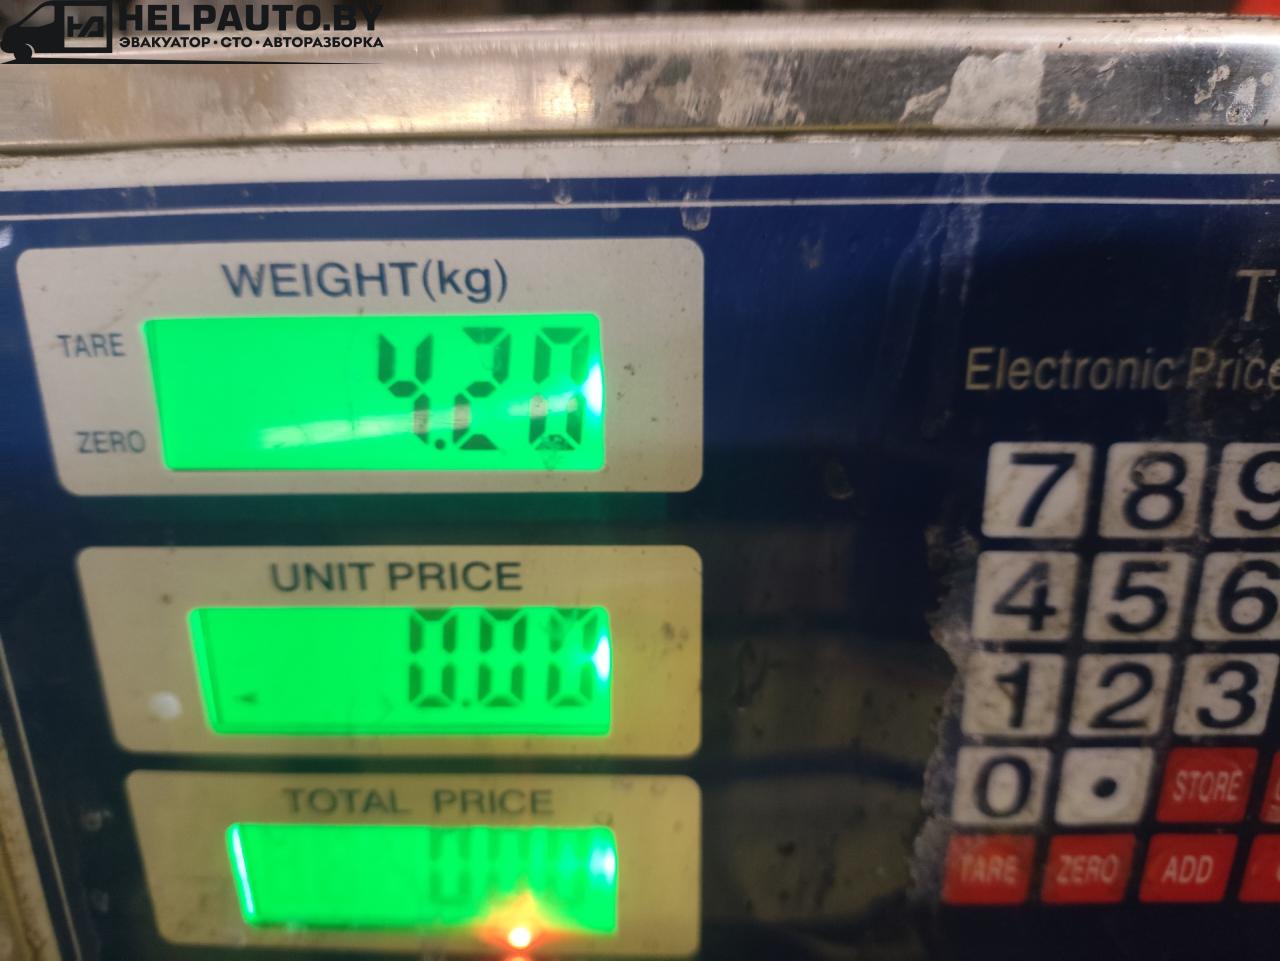 HELPAUTO.BY
ЭВАКУАТОР · СТО · АВТОРАЗБОРКА
WEIGHT(kg)
TARE
4.20
ZERO
Electronic Price
7 8 9
UNIT PRICE
4 5 6
0.00
1 2 3
TOTAL PRICE
0 . STORE
TARE ZERO ADD